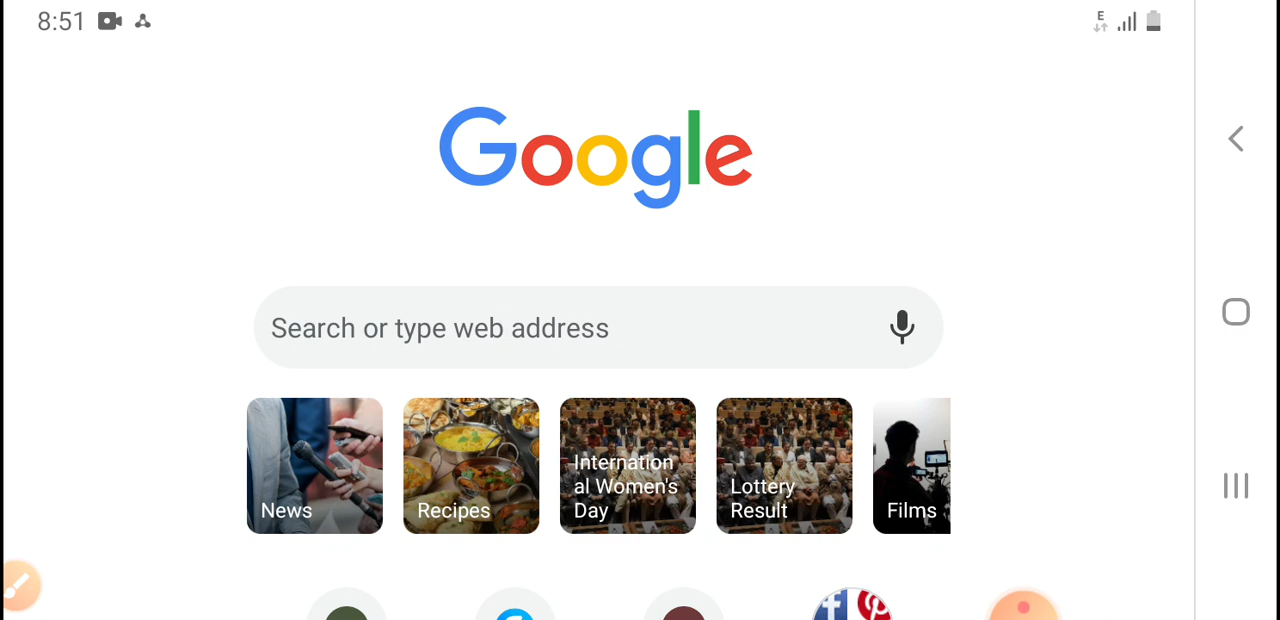 8:51
E
Google
Search or type web address
News
Recipes
Internation
al Women's
Day
Lottery
Result
Films